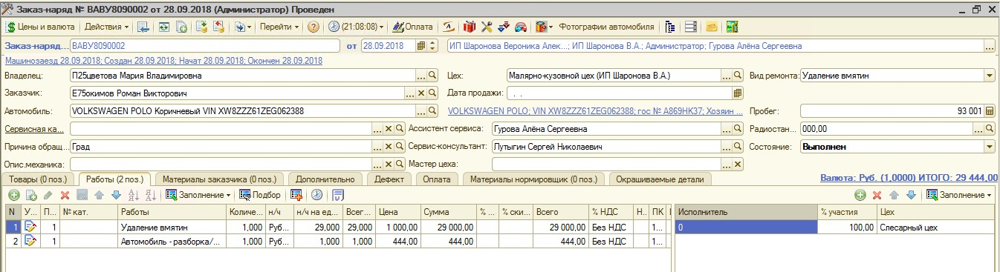 Заказ-наряд № ВАВУ8090002 от 28.09.2018 (Администратор) Проведен
Цены и валюта Действия Перейти (21:08:08) Оплата Фотографии автомобиля
Заказ-наряд... ВАВУ8090002 от 28.09.2018 ИП Шаронова Вероника Алек...; ИП Шаронова В.А.; Администратор; Гурова Алёна Сергеевна
Машинозаезд 28.09.2018; Создан 28.09.2018; Начат 28.09.2018; Окончен 28.09.2018
Владелец: П25цветова Мария Владимировна Цех: Малярно-кузовной цех (ИП Шаронова В.А.) Вид ремонта: Удаление вмятин
Заказчик: Е75окимов Роман Викторович Дата продажи: . .
Автомобиль: VOLKSWAGEN POLO Коричневый VIN XW8ZZZ61ZEG062388 VOLKSWAGEN POLO; VIN XW8ZZZ61ZEG062388; гос № А869НК37; Хозяин ... Пробег: 93 001
Сервисная ка... Ассистент сервиса: Гурова Алёна Сергеевна Радиостан... 000,00
Причина обращ... Град Сервис-консультант: Лутыгин Сергей Николаевич Состояние: Выполнен
Опис.механика: Мастер цеха:
Товары (0 поз.) Работы (2 поз.) Материалы заказчика (0 поз.) Дополнительно Дефект Оплата Материалы нормировщик (0 поз.) Окрашиваемые детали Валюта: Руб. (1,0000) ИТОГО: 29 444,00
Заполнение Подбор Заполнение
N У... П... № кат. Работы Количе... н/ч н/ч на ед... Всег... Цена Сумма % ... % ски... Всего % НДС Н.. ПК Исполнитель % участия Цех
1 1 Удаление вмятин 1,000 Руб... 29,000 29,000 1 000,00 29 000,00 29 000,00 Без НДС 1... 0 100,00 Слесарный цех
2 1 Автомобиль - разборка/... 1,000 Руб... 1,000 1,000 444,00 444,00 444,00 Без НДС 1...